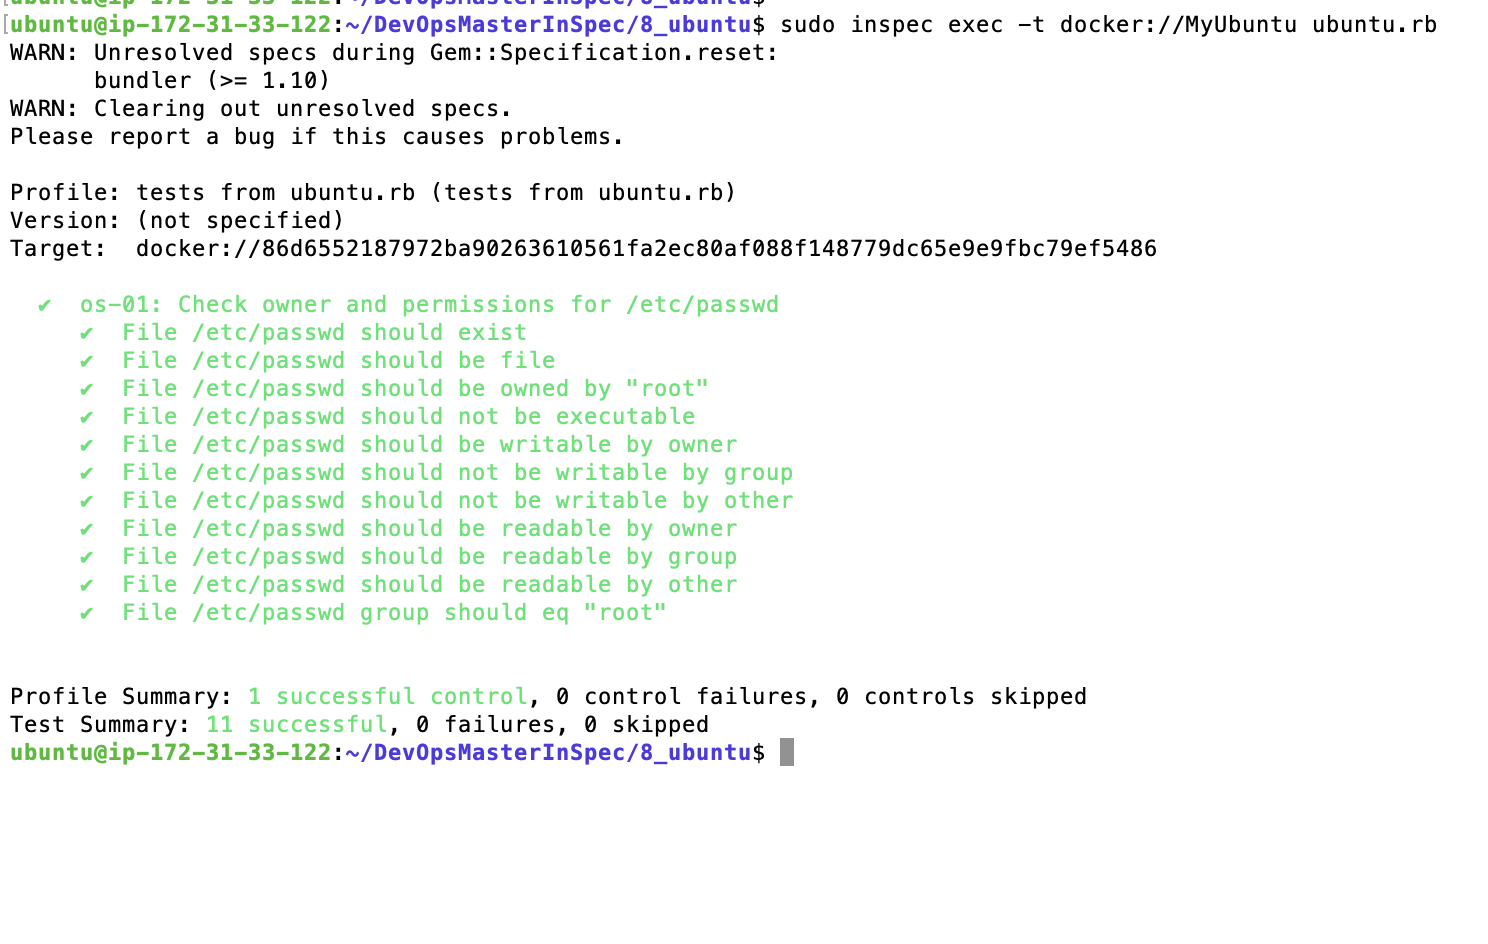 ubuntu@ip-172-31-33-122:~/DevOpsMasterInSpec/8_ubuntu$
[ubuntu@ip-172-31-33-122:~/DevOpsMasterInSpec/8_ubuntu$ sudo inspec exec -t docker://MyUbuntu ubuntu.rb
WARN: Unresolved specs during Gem::Specification.reset:
      bundler (>= 1.10)
WARN: Clearing out unresolved specs.
Please report a bug if this causes problems.

Profile: tests from ubuntu.rb (tests from ubuntu.rb)
Version: (not specified)
Target:  docker://86d6552187972ba90263610561fa2ec80af088f148779dc65e9e9fbc79ef5486

  ✔  os-01: Check owner and permissions for /etc/passwd
     ✔  File /etc/passwd should exist
     ✔  File /etc/passwd should be file
     ✔  File /etc/passwd should be owned by "root"
     ✔  File /etc/passwd should not be executable
     ✔  File /etc/passwd should be writable by owner
     ✔  File /etc/passwd should not be writable by group
     ✔  File /etc/passwd should not be writable by other
     ✔  File /etc/passwd should be readable by owner
     ✔  File /etc/passwd should be readable by group
     ✔  File /etc/passwd should be readable by other
     ✔  File /etc/passwd group should eq "root"

Profile Summary: 1 successful control, 0 control failures, 0 controls skipped
Test Summary: 11 successful, 0 failures, 0 skipped
ubuntu@ip-172-31-33-122:~/DevOpsMasterInSpec/8_ubuntu$